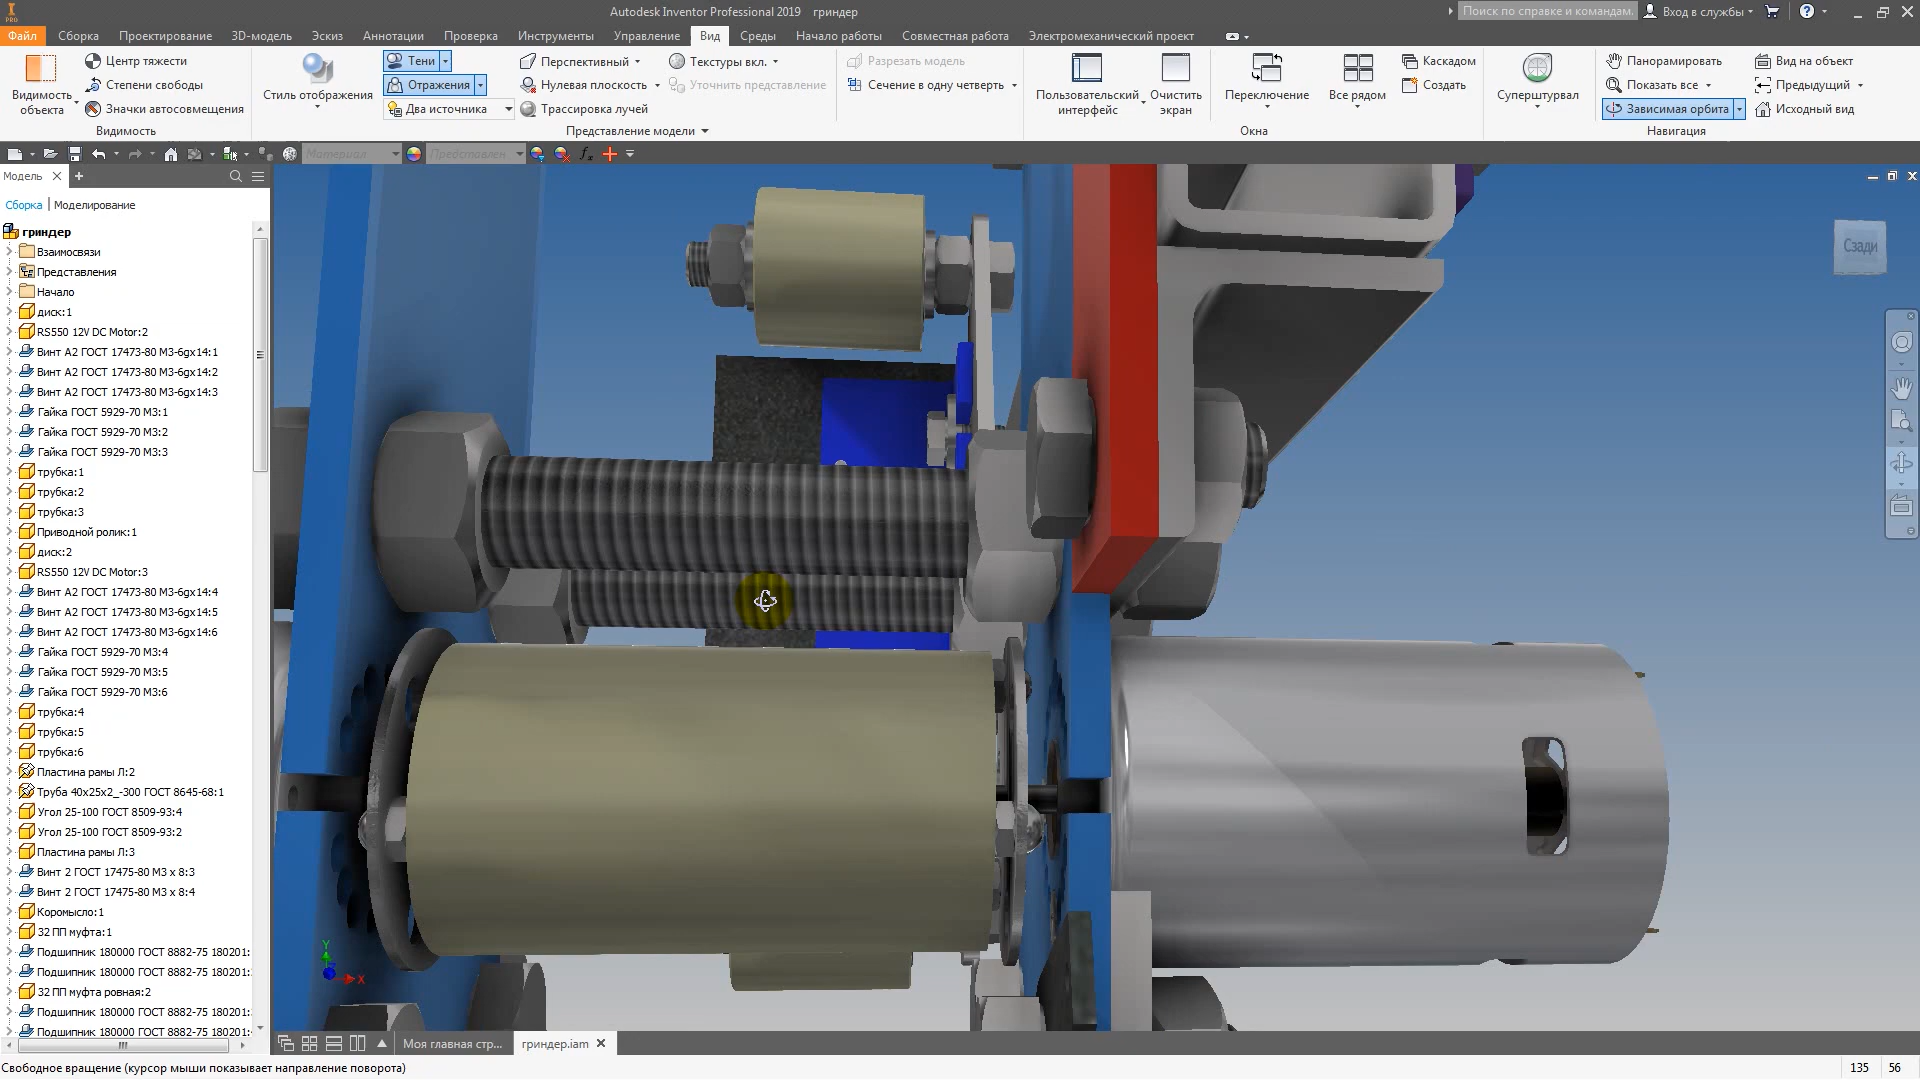 PRO
Autodesk Inventor Professional 2019 гриндер
Поиск по справке и командам.
Вход в службы
Файл Сборка Проектирование 3D-модель Эскиз Аннотации Проверка Инструменты Управление Вид Среды Начало работы Совместная работа Электромеханический проект
Видимость объекта
Центр тяжести
Степени свободы
Значки автосовмещения
Видимость
Стиль отображения
Тени
Отражения
Два источника
Перспективный
Нулевая плоскость
Трассировка лучей
Текстуры вкл.
Уточнить представление
Представление модели
Разрезать модель
Сечение в одну четверть
Пользовательский интерфейс
Очистить экран
Переключение
Все рядом
Каскадом
Создать
Окна
Суперштурвал
Панорамировать
Показать все
Зависимая орбита
Вид на объект
Предыдущий
Исходный вид
Навигация
Материал
Представлен
fx
Модель
Сборка | Моделирование
гриндер
Взаимосвязи
Представления
Начало
диск:1
RS550 12V DC Motor:2
Винт А2 ГОСТ 17473-80 М3-6gx14:1
Винт А2 ГОСТ 17473-80 М3-6gx14:2
Винт А2 ГОСТ 17473-80 М3-6gx14:3
Гайка ГОСТ 5929-70 М3:1
Гайка ГОСТ 5929-70 М3:2
Гайка ГОСТ 5929-70 М3:3
трубка:1
трубка:2
трубка:3
Приводной ролик:1
диск:2
RS550 12V DC Motor:3
Винт А2 ГОСТ 17473-80 М3-6gx14:4
Винт А2 ГОСТ 17473-80 М3-6gx14:5
Винт А2 ГОСТ 17473-80 М3-6gx14:6
Гайка ГОСТ 5929-70 М3:4
Гайка ГОСТ 5929-70 М3:5
Гайка ГОСТ 5929-70 М3:6
трубка:4
трубка:5
трубка:6
Пластина рамы Л:2
Труба 40x25x2_-300 ГОСТ 8645-68:1
Угол 25-100 ГОСТ 8509-93:4
Угол 25-100 ГОСТ 8509-93:2
Пластина рамы Л:3
Винт 2 ГОСТ 17475-80 М3 x 8:3
Винт 2 ГОСТ 17475-80 М3 x 8:4
Коромысло:1
32 ПП муфта:1
Подшипник 180000 ГОСТ 8882-75 180201:
Подшипник 180000 ГОСТ 8882-75 180201:
32 ПП муфта ровная:2
Подшипник 180000 ГОСТ 8882-75 180201:
Подшипник 180000 ГОСТ 8882-75 180201:
Сзади
Y
X
Моя главная стр...
гриндер.iam
Свободное вращение (курсор мыши показывает направление поворота)
135 56